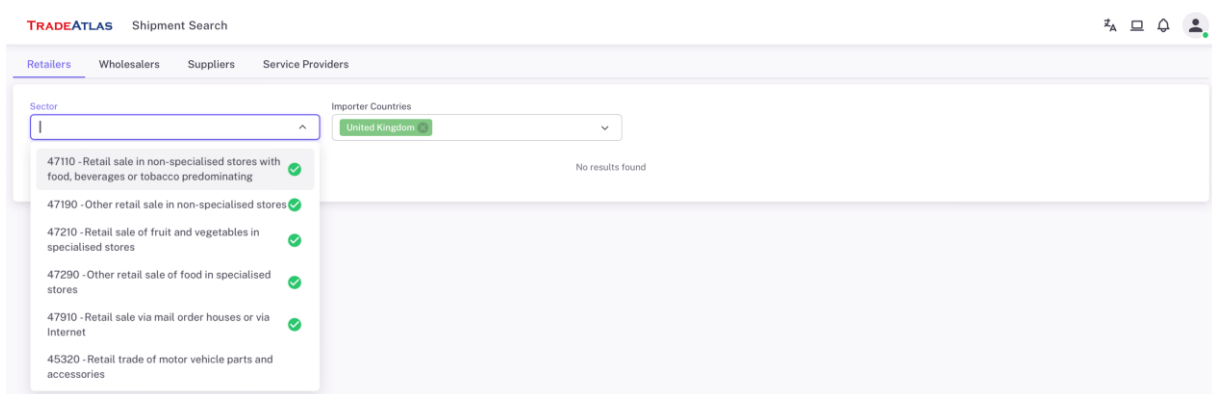 TRADEATLAS Shipment Search
Retailers Wholesalers Suppliers Service Providers
Sector
Importer Countries
United Kingdom
No results found
47110 - Retail sale in non-specialised stores with
food, beverages or tobacco predominating
47190 - Other retail sale in non-specialised stores
47210 - Retail sale of fruit and vegetables in
specialised stores
47290 - Other retail sale of food in specialised
stores
47910 - Retail sale via mail order houses or via
Internet
45320 - Retail trade of motor vehicle parts and
accessories